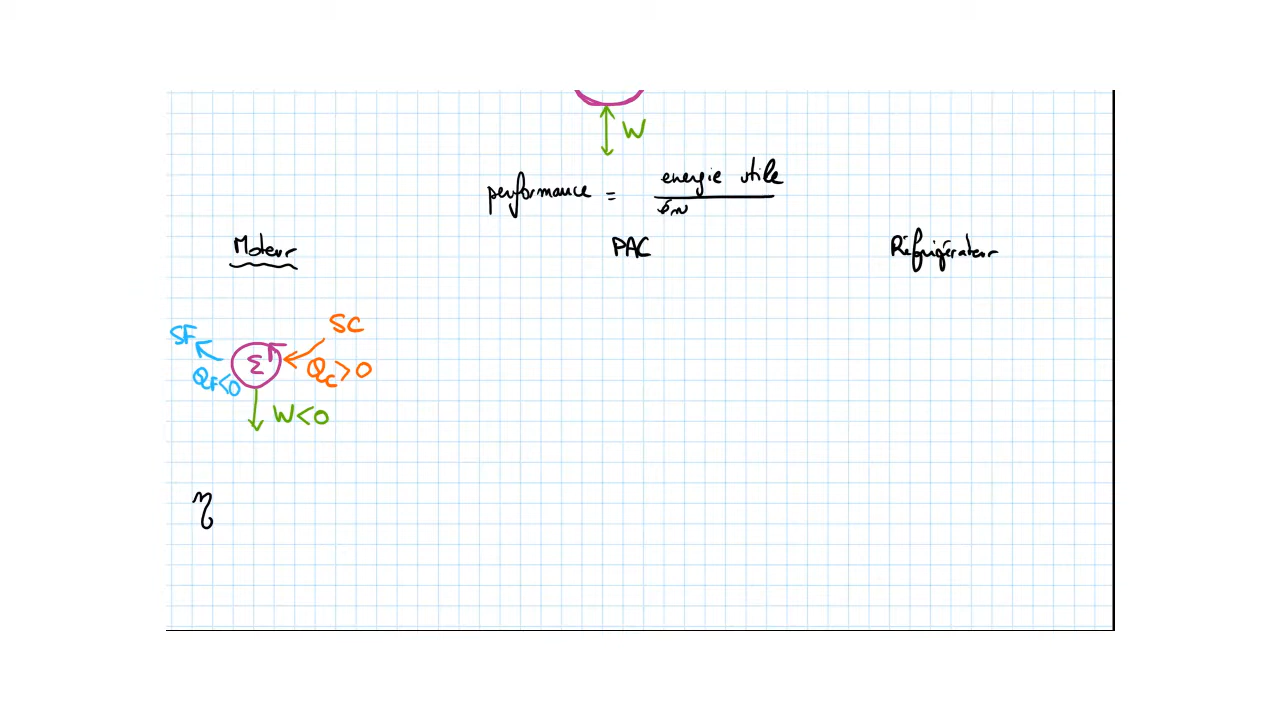 W
performance = energie utile
Moteur PAC Réfrigérateur
SF SC
Σ
QF<0 Qc>0
W<0
η